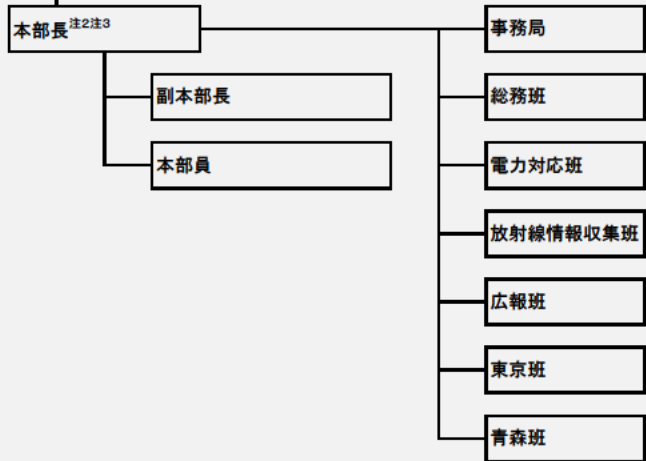 本部長注2注3
副本部長
本部員
事務局
総務班
電力対応班
放射線情報収集班
広報班
東京班
青森班